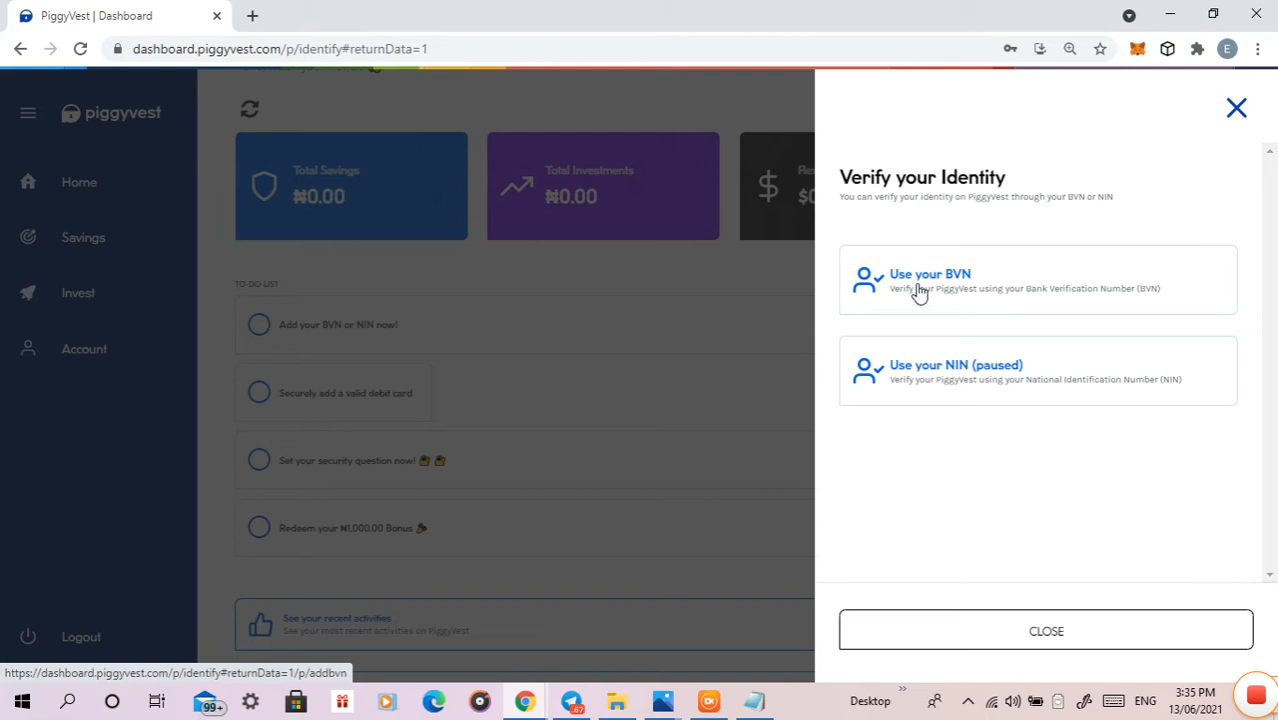 PiggyVest | Dashboard
dashboard.piggyvest.com/p/identify#returnData=1
E
piggyvest
Home
Savings
Invest
Account
Logout
Total Savings
₦0.00
Total Investments
₦0.00
$0
TO-DO LIST
Add your BVN or NIN now!
Securely add a valid debit card
Set your security question now!
Redeem your ₦1,000.00 Bonus
See your recent activities
See your most recent activities on PiggyVest
Verify your Identity
You can verify your identity on PiggyVest through your BVN or NIN
Use your BVN
Verify your PiggyVest using your Bank Verification Number (BVN)
Use your NIN (paused)
Verify your PiggyVest using your National Identification Number (NIN)
CLOSE
https://dashboard.piggyvest.com/p/identify#returnData=1/p/addbvn
99+
67
Desktop
ENG
3:35 PM
13/06/2021